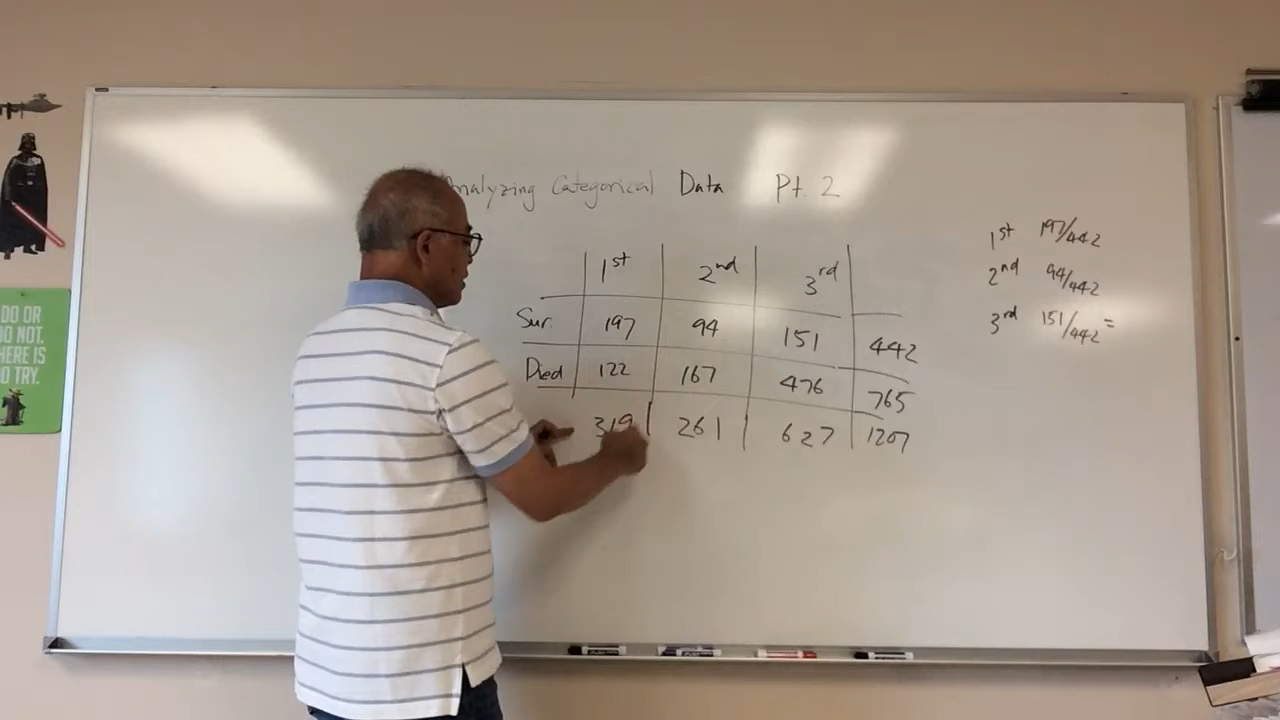 Analyzing Categorical Data Pt. 2
1st 2nd 3rd
Sur. 197 94 151 442
Died 122 167 476 765
319 261 627 1207
1st 197/442
2nd 94/442
3rd 151/442 =
DO OR
DO NOT.
THERE IS
NO TRY.